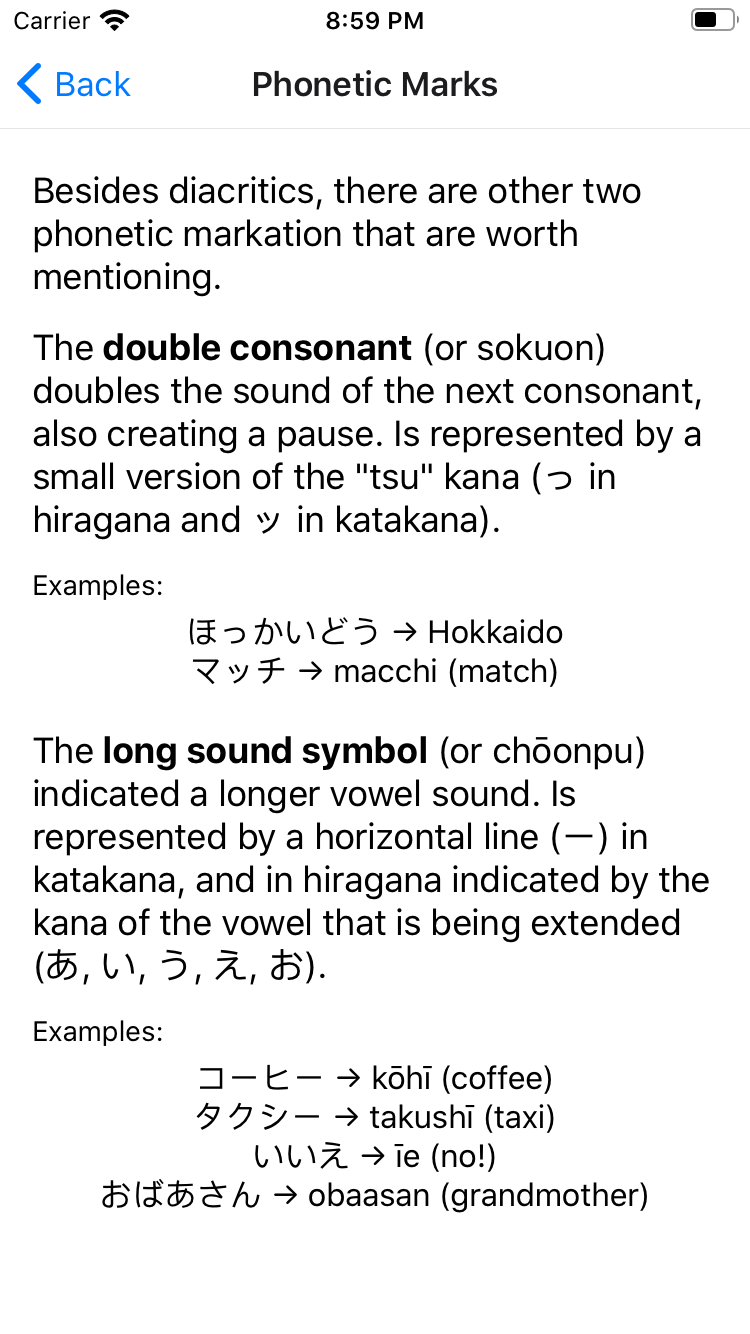 Carrier 8:59 PM
Back Phonetic Marks
Besides diacritics, there are other two
phonetic markation that are worth
mentioning.
The double consonant (or sokuon)
doubles the sound of the next consonant,
also creating a pause. Is represented by a
small version of the "tsu" kana (っ in
hiragana and ッ in katakana).
Examples:
ほっかいどう → Hokkaido
マッチ → macchi (match)
The long sound symbol (or chōonpu)
indicated a longer vowel sound. Is
represented by a horizontal line (ー) in
katakana, and in hiragana indicated by the
kana of the vowel that is being extended
(あ, い, う, え, お).
Examples:
コーヒー → kōhī (coffee)
タクシー → takushī (taxi)
いいえ → īe (no!)
おばあさん → obaasan (grandmother)